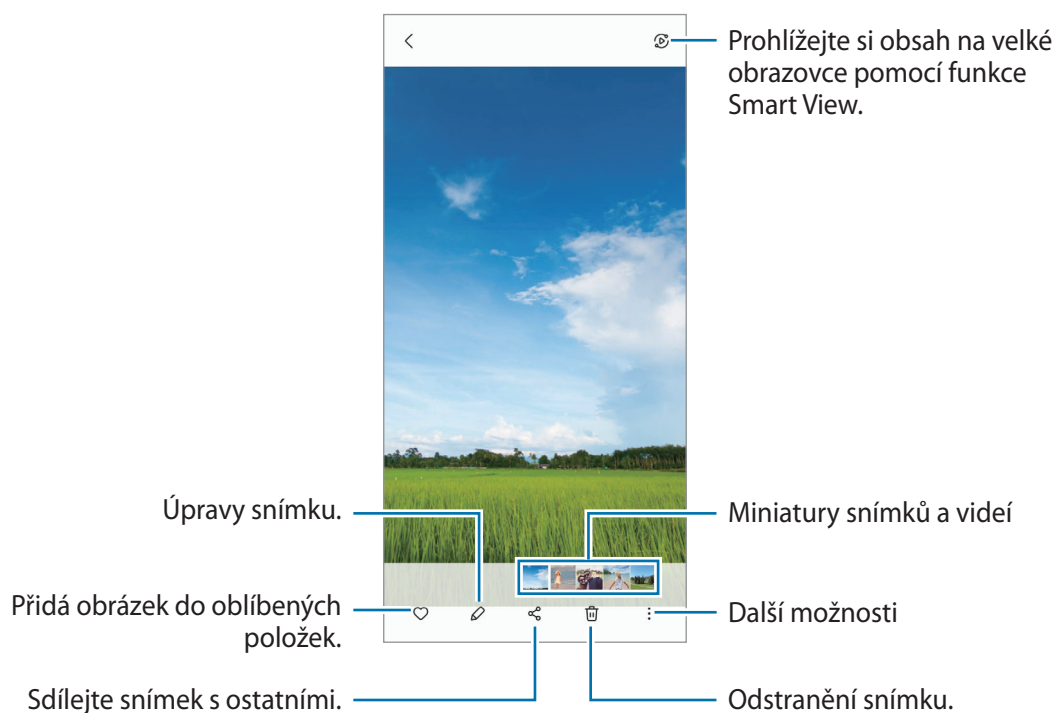 Prohlížejte si obsah na velké
obrazovce pomocí funkce
Smart View.
Úpravy snímku.
Miniatury snímků a videí
Přidá obrázek do oblíbených
položek.
Další možnosti
Sdílejte snímek s ostatními.
Odstranění snímku.